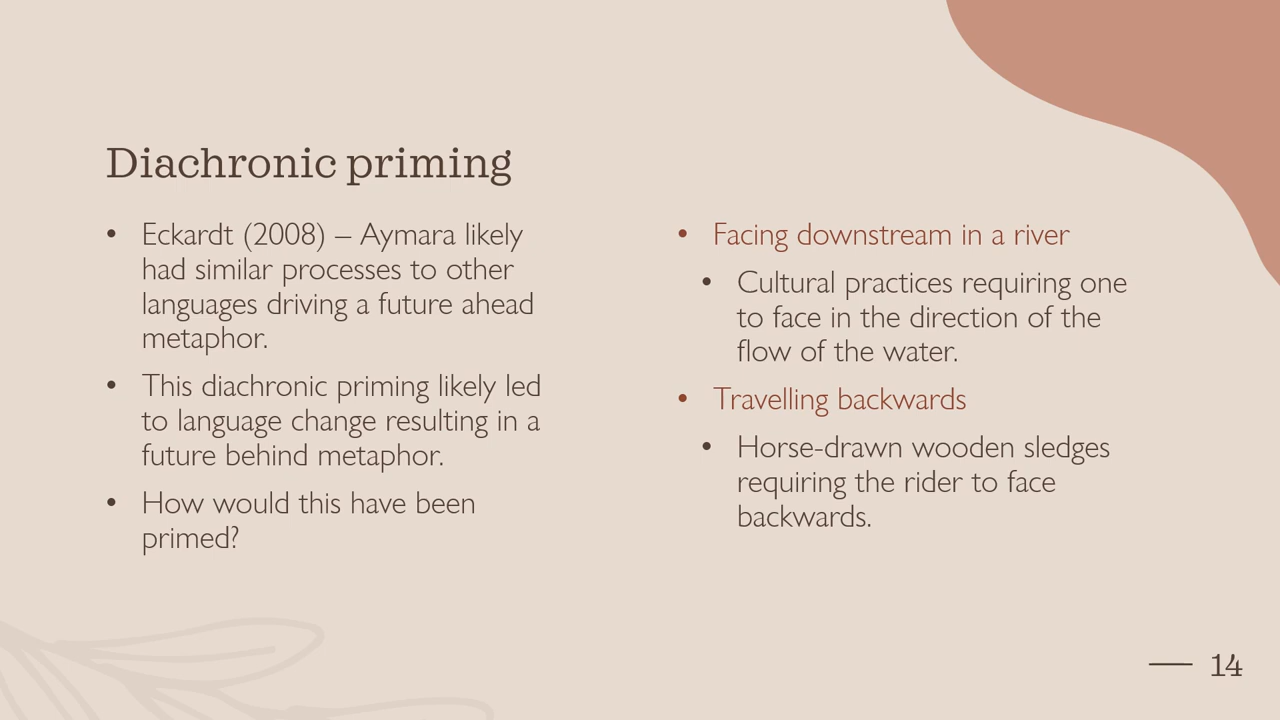 Diachronic priming
• Eckardt (2008) – Aymara likely
had similar processes to other
languages driving a future ahead
metaphor.
• This diachronic priming likely led
to language change resulting in a
future behind metaphor.
• How would this have been
primed?
• Facing downstream in a river
• Cultural practices requiring one
to face in the direction of the
flow of the water.
• Travelling backwards
• Horse-drawn wooden sledges
requiring the rider to face
backwards.
14